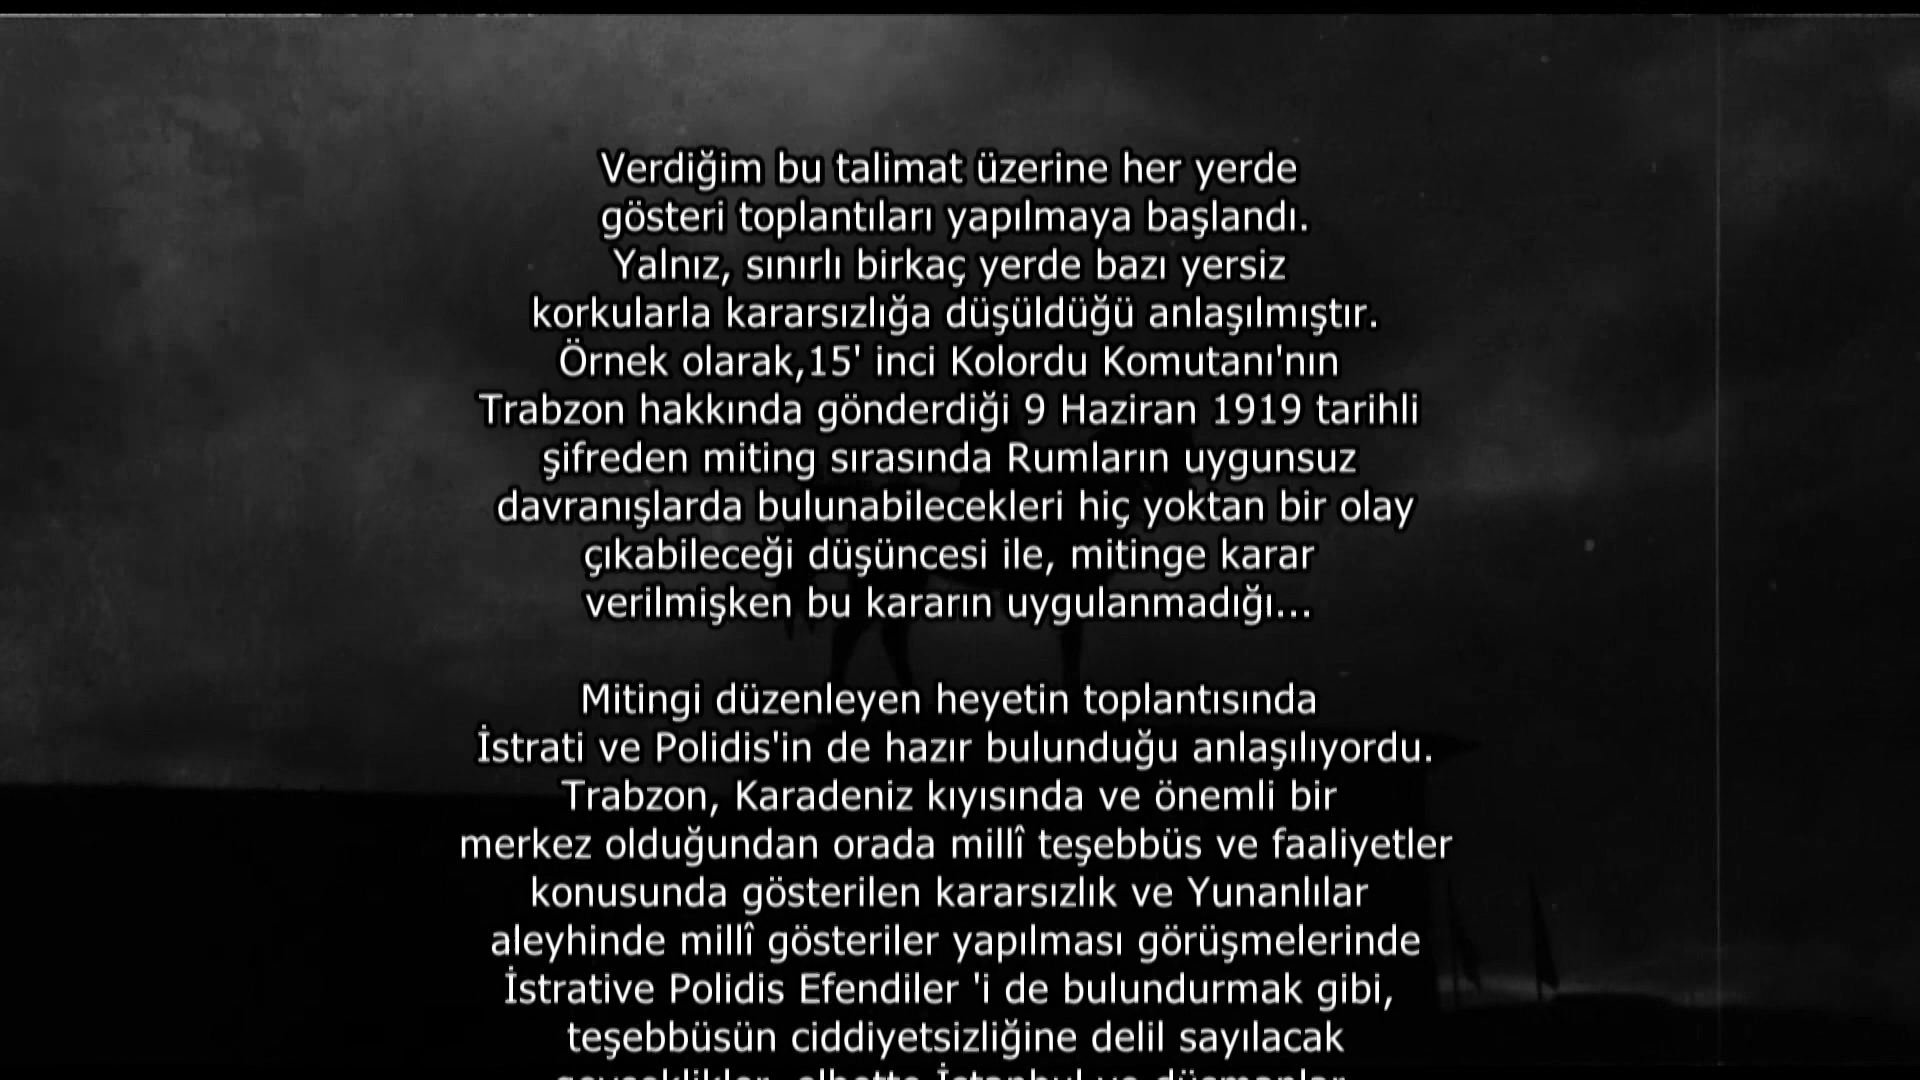 Verdiğim bu talimat üzerine her yerde
gösteri toplantıları yapılmaya başlandı.
Yalnız, sınırlı birkaç yerde bazı yersiz
korkularla kararsızlığa düşüldüğü anlaşılmıştır.
Örnek olarak,15' inci Kolordu Komutanı'nın
Trabzon hakkında gönderdiği 9 Haziran 1919 tarihli
şifreden miting sırasında Rumların uygunsuz
davranışlarda bulunabilecekleri hiç yoktan bir olay
çıkabileceği düşüncesi ile, mitinge karar
verilmişken bu kararın uygulanmadığı...
Mitingi düzenleyen heyetin toplantısında
İstrati ve Polidis'in de hazır bulunduğu anlaşılıyordu.
Trabzon, Karadeniz kıyısında ve önemli bir
merkez olduğundan orada millî teşebbüs ve faaliyetler
konusunda gösterilen kararsızlık ve Yunanlılar
aleyhinde millî gösteriler yapılması görüşmelerinde
İstrative Polidis Efendiler 'i de bulundurmak gibi,
teşebbüsün ciddiyetsizliğine delil sayılacak